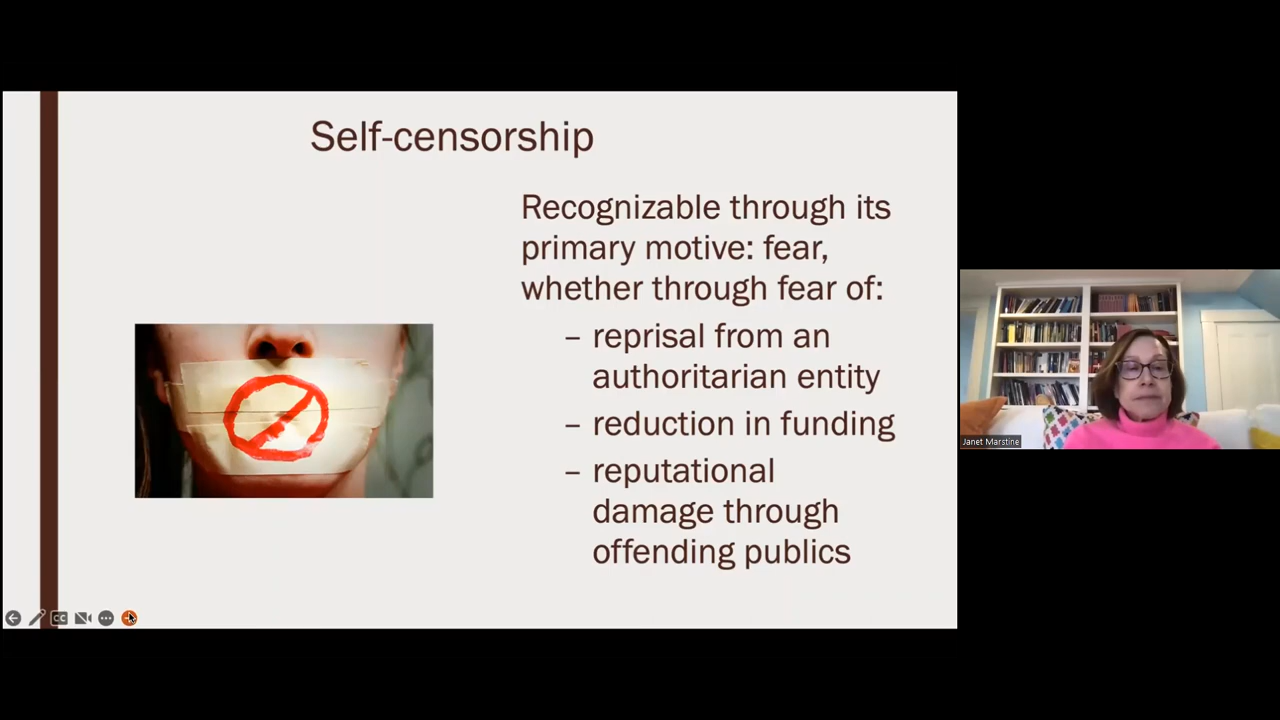 Self-censorship
Recognizable through its
primary motive: fear,
whether through fear of:
– reprisal from an
authoritarian entity
– reduction in funding
– reputational
damage through
offending publics
CC
Janet Marstine